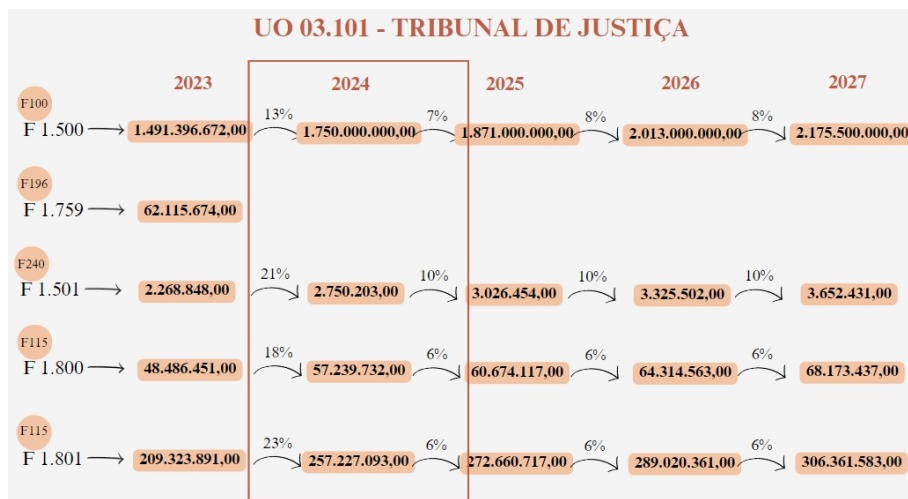 UO 03.101 - TRIBUNAL DE JUSTIÇA
2023 2024 2025 2026 2027
F100
13% 7% 8% 8%
F 1.500 1.491.396.672,00 1.750.000.000,00 1.871.000.000,00 2.013.000.000,00 2.175.500.000,00
F196
F 1.759 62.115.674,00
F240
21% 10% 10% 10%
F 1.501 2.268.848,00 2.750.203,00 3.026.454,00 3.325.502,00 3.652.431,00
F115
18% 6% 6% 6%
F 1.800 48.486.451,00 57.239.732,00 60.674.117,00 64.314.563,00 68.173.437,00
F115
23% 6% 6% 6%
F 1.801 209.323.891,00 257.227.093,00 272.660.717,00 289.020.361,00 306.361.583,00